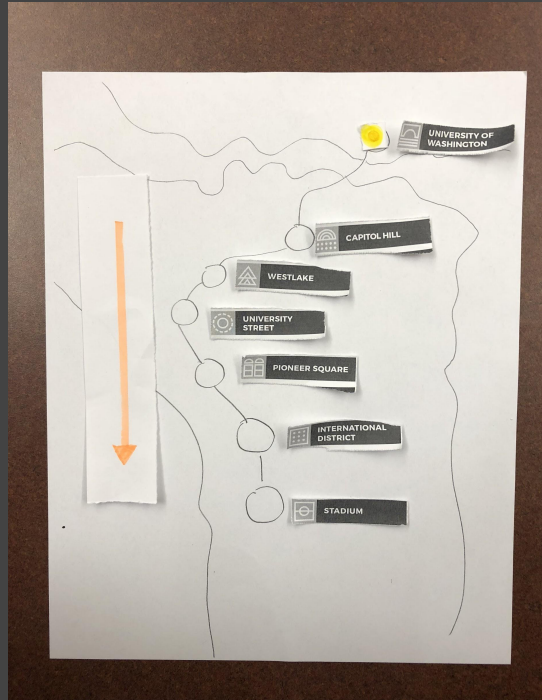 UNIVERSITY OF
WASHINGTON
CAPITOL HILL
WESTLAKE
UNIVERSITY
STREET
PIONEER SQUARE
INTERNATIONAL
DISTRICT
STADIUM